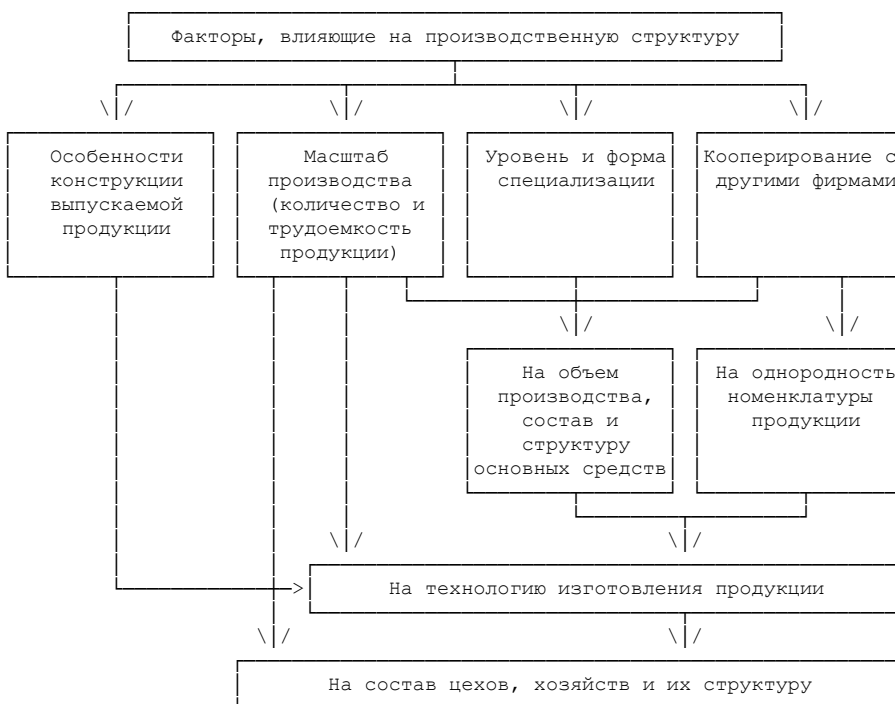 Факторы, влияющие на производственную структуру
Особенности
конструкции
выпускаемой
продукции
Масштаб
производства
(количество и
трудоемкость
продукции)
Уровень и форма
специализации
Кооперирование с
другими фирмами
На объем
производства,
состав и
структуру
основных средств
На однородность
номенклатуры
продукции
На технологию изготовления продукции
На состав цехов, хозяйств и их структуру